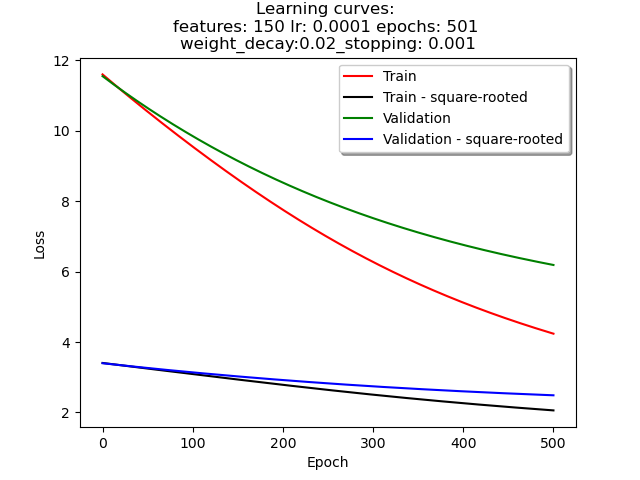 Learning curves:
features: 150 lr: 0.0001 epochs: 501
weight_decay:0.02_stopping: 0.001
12
10
8
6
4
2
Loss
Train
Train - square-rooted
Validation
Validation - square-rooted
0 100 200 300 400 500
Epoch